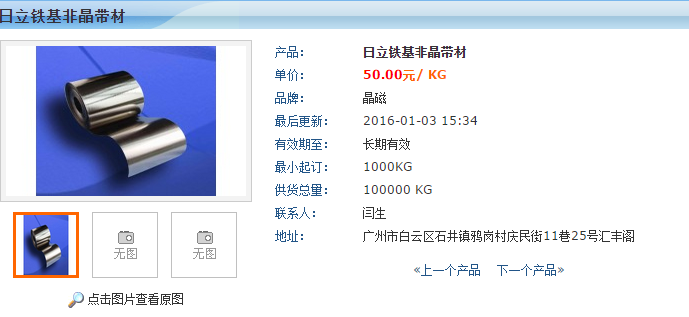 日立铁基非晶带材
产品： 日立铁基非晶带材
单价： 50.00元/ KG
品牌： 晶磁
最后更新： 2016-01-03 15:34
有效期至： 长期有效
最小起订： 1000KG
供货总量： 100000 KG
联系人： 闫生
地址： 广州市白云区石井镇鸦岗村庆民街11巷25号汇丰阁
«上一个产品 下一个产品»
无图 无图
点击图片查看原图